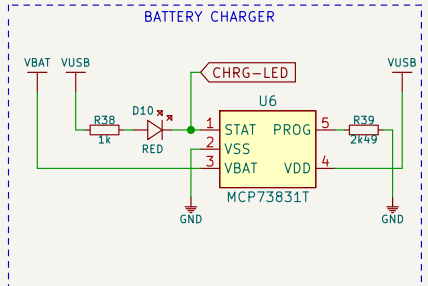 BATTERY CHARGER
VBAT
VUSB
VUSB
CHRG-LED
U6
R38
1k
D10
RED
1
2
3
STAT
VSS
VBAT
PROG
VDD
5
4
R39
2k49
MCP73831T
GND
GND